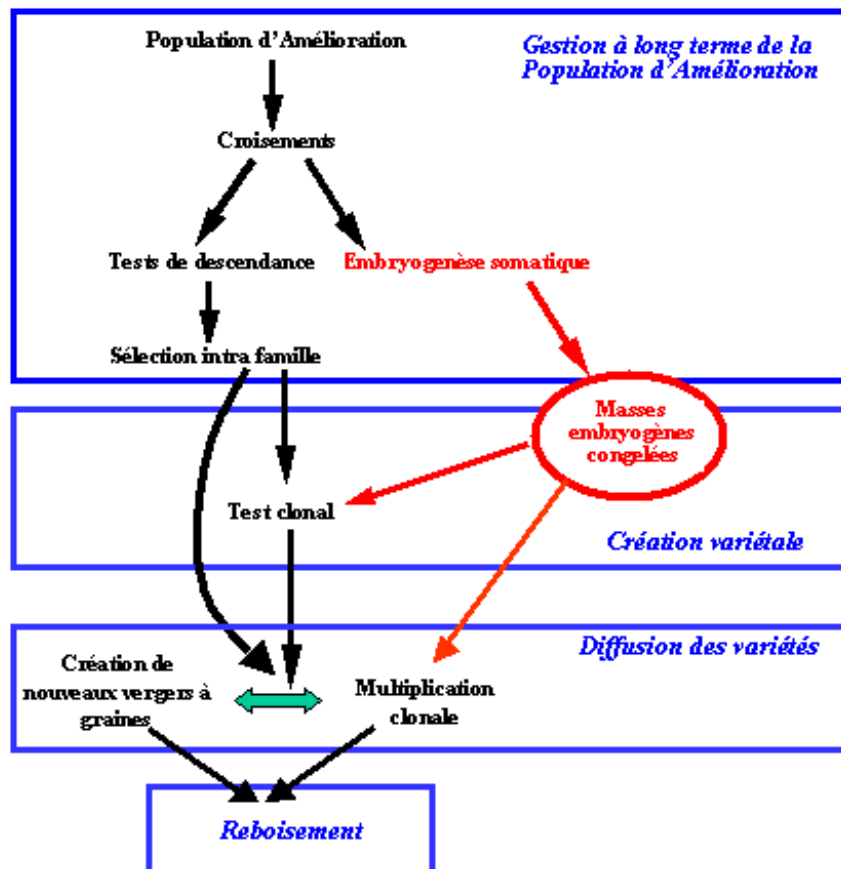 Population d'Amélioration
Gestion à long terme de la
Population d'Amélioration
Croisements
Tests de descendance
Embryogenèse somatique
Sélection intra famille
Masses
embryogènes
congelées
Test clonal
Création variétale
Diffusion des variétés
Création de
nouveaux vergers à
graines
Multiplication
clonale
Reboisement